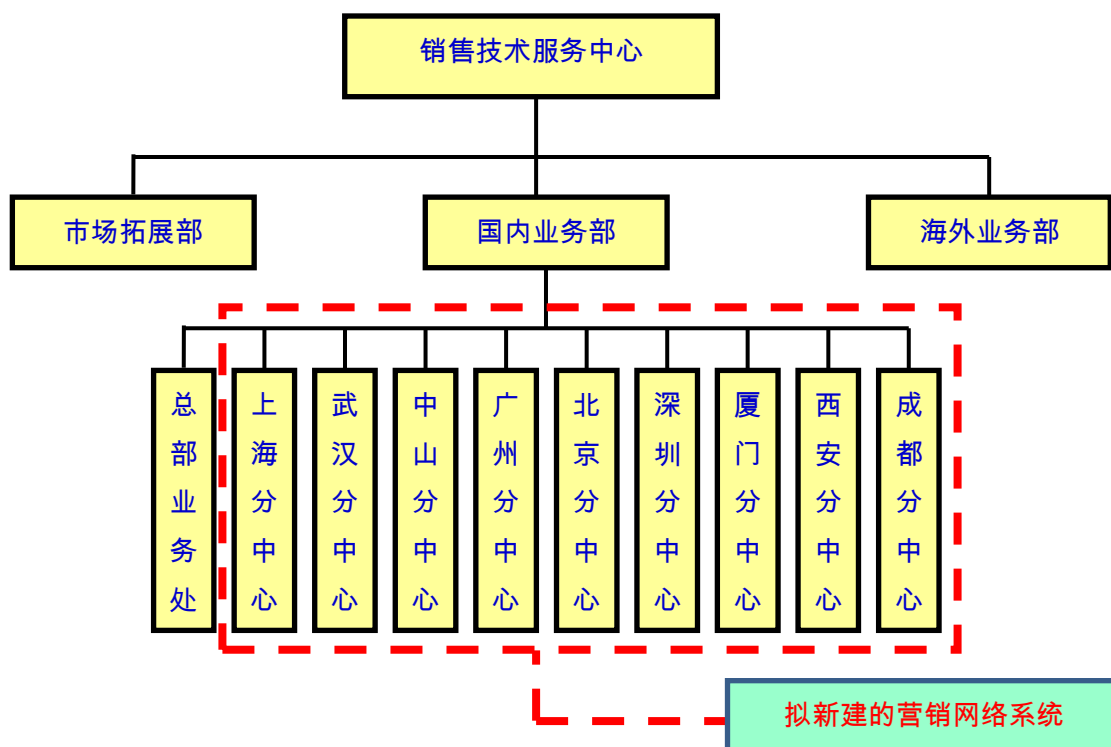 销售技术服务中心
市场拓展部
国内业务部
海外业务部
总部业务处
上海分中心
武汉分中心
中山分中心
广州分中心
北京分中心
深圳分中心
厦门分中心
西安分中心
成都分中心
拟新建的营销网络系统